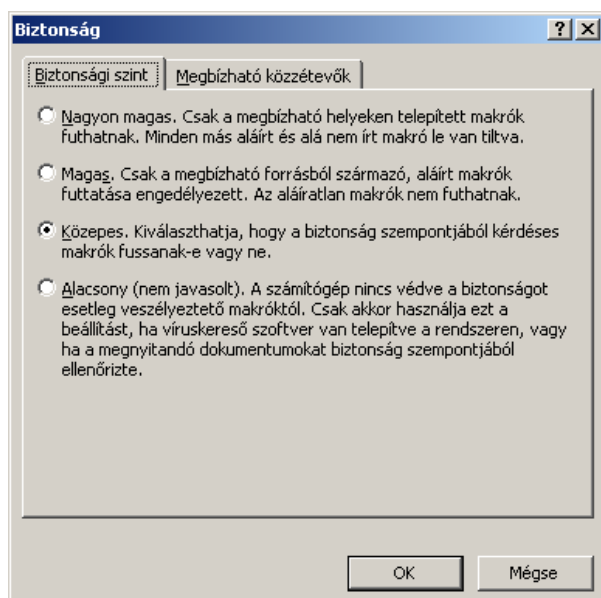 Biztonság
Biztonsági szint Megbízható közzétevők
Nagyon magas. Csak a megbízható helyeken telepített makrók
futhatnak. Minden más aláírt és alá nem írt makró le van tiltva.
Magas. Csak a megbízható forrásból származó, aláírt makrók
futtatása engedélyezett. Az aláíratlan makrók nem futhatnak.
Közepes. Kiválaszthatja, hogy a biztonság szempontjából kérdéses
makrók fussanak-e vagy ne.
Alacsony (nem javasolt). A számítógép nincs védve a biztonságot
esetleg veszélyeztető makróktól. Csak akkor használja ezt a
beállítást, ha víruskereső szoftver van telepítve a rendszeren, vagy
ha a megnyitandó dokumentumokat biztonság szempontjából
ellenőrizte.
OK Mégse